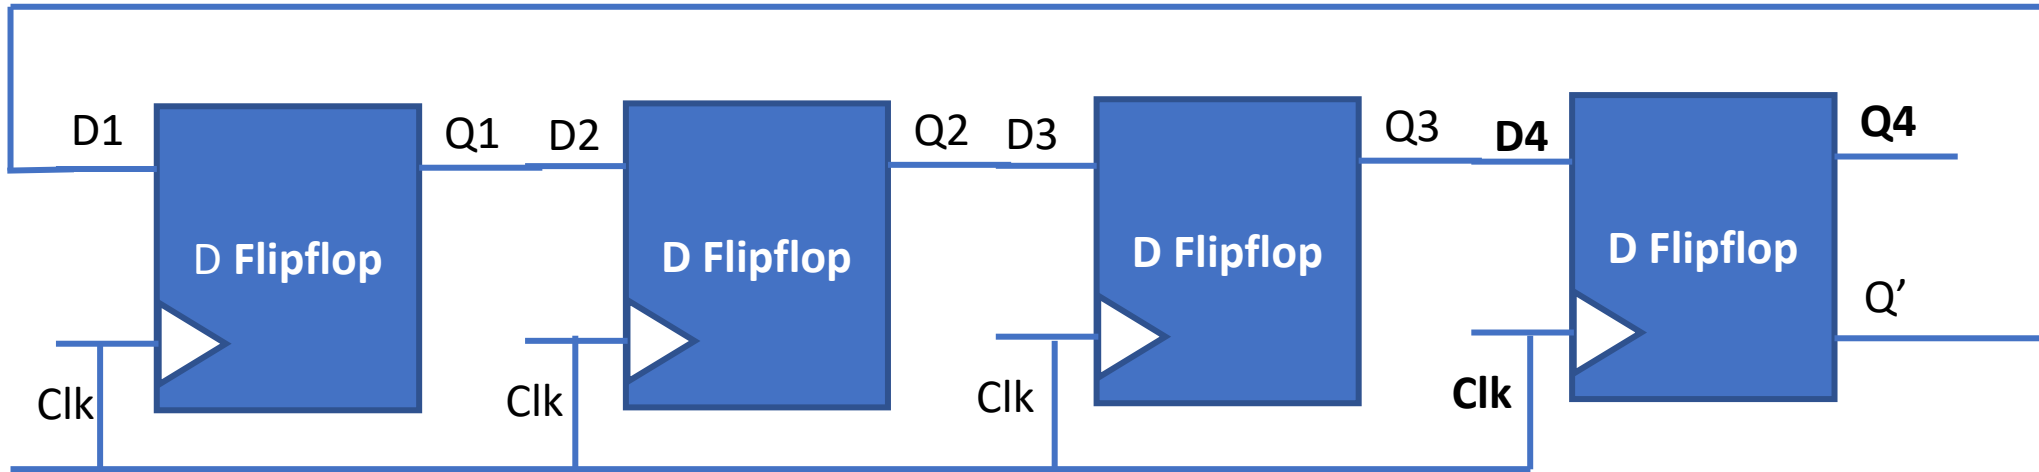 D1
Q1
D2
Q2
D3
Q3
D4
Q4
D Flipflop
D Flipflop
D Flipflop
D Flipflop
Q’
Clk
Clk
Clk
Clk